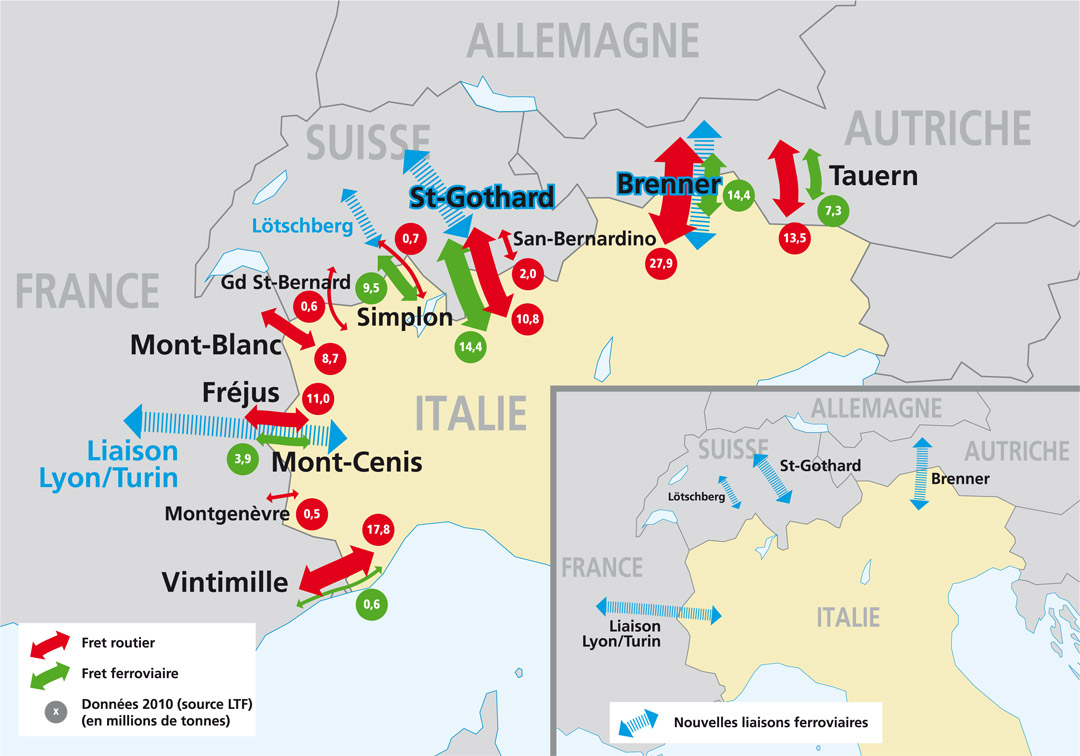 ALLEMAGNE
AUTRICHE
SUISSE
FRANCE
ITALIE
Brenner
14,4
27,9
Tauern
7,3
13,5
St-Gothard
Lötschberg
0,7
San-Bernardino
2,0
10,8
14,4
Gd St-Bernard
9,5
0,6
Simplon
Mont-Blanc
8,7
Fréjus
11,0
Liaison
Lyon/Turin
3,9
Mont-Cenis
Montgenèvre
0,5
17,8
Vintimille
0,6
Fret routier
Fret ferroviaire
X
Données 2010 (source LTF)
(en millions de tonnes)
ALLEMAGNE
SUISSE
AUTRICHE
St-Gothard
Lötschberg
Brenner
FRANCE
ITALIE
Liaison
Lyon/Turin
Nouvelles liaisons ferroviaires